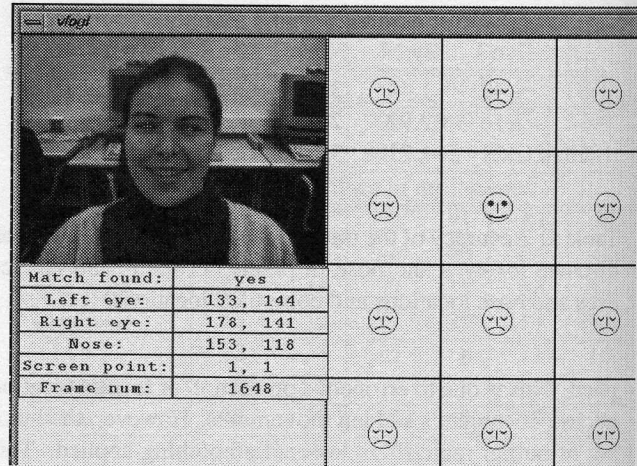 vlogi
Match found: yes
Left eye: 133, 144
Right eye: 178, 141
Nose: 153, 118
Screen point: 1, 1
Frame num: 1648